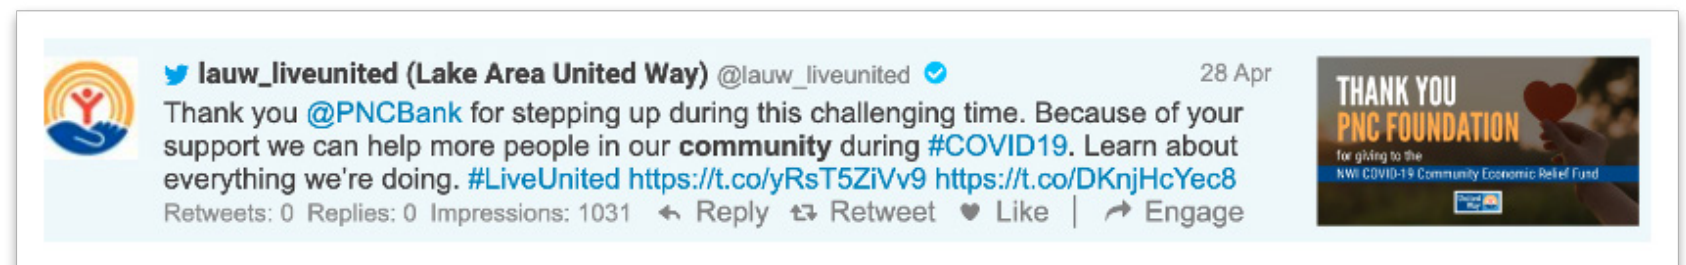 lauw_liveunited (Lake Area United Way) @lauw_liveunited 28 Apr
Thank you @PNCBank for stepping up during this challenging time. Because of your
support we can help more people in our community during #COVID19. Learn about
everything we're doing. #LiveUnited https://t.co/yRsT5ZiVv9 https://t.co/DKnjHcYec8
Retweets: 0 Replies: 0 Impressions: 1031 Reply Retweet Like | Engage
THANK YOU
PNC FOUNDATION
for giving to the
NWI COVID-19 Community Economic Relief Fund
United
Way